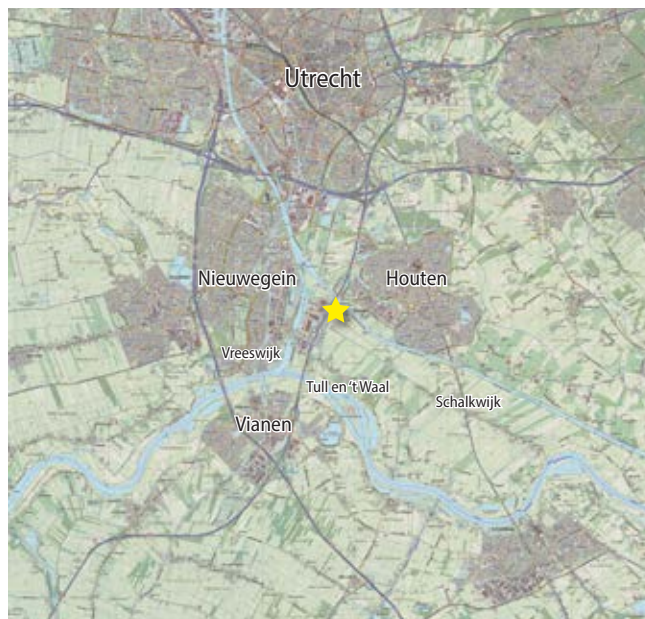 Utrecht
Nieuwegein
Houten
Vreeswijk
Tull en 't Waal
Schalkwijk
Vianen